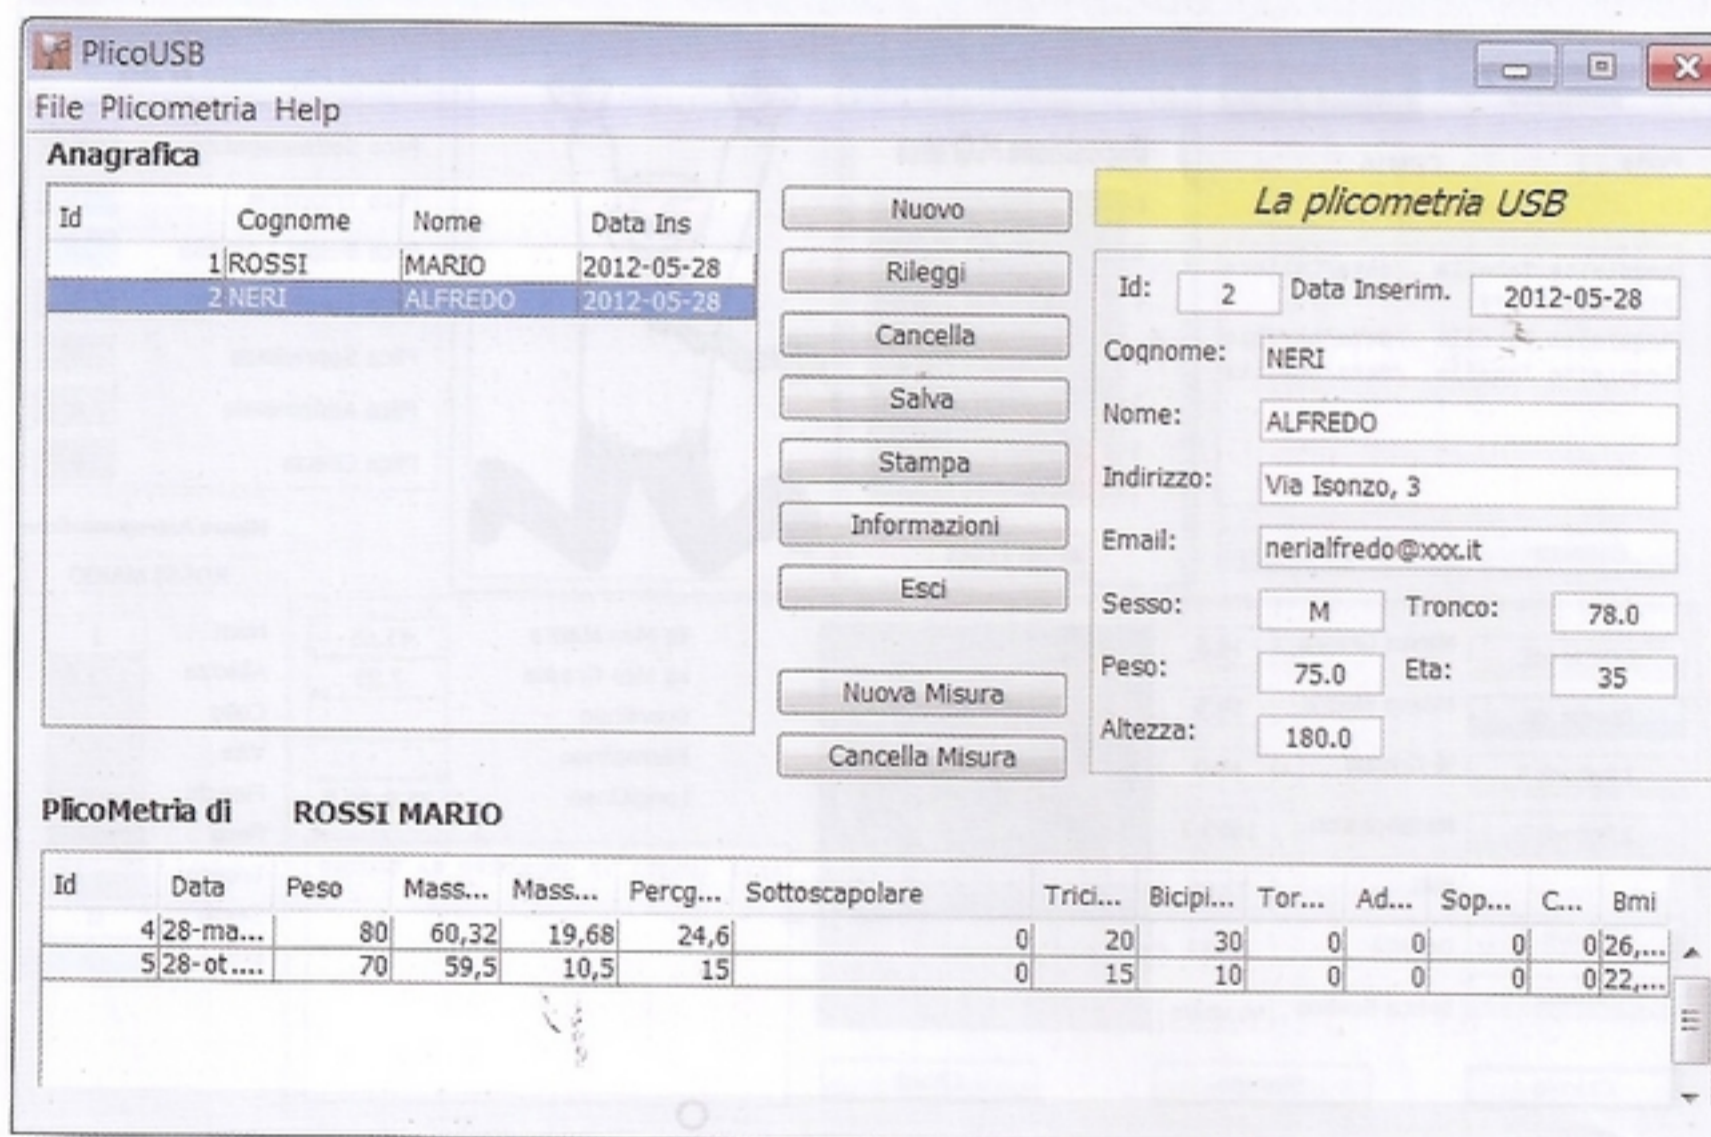 PlicoUSB
File Plicometria Help
Anagrafica
Id Cognome Nome Data Ins
1 ROSSI MARIO 2012-05-28
2 NERI ALFREDO 2012-05-28
Nuovo
Rileggi
Cancella
Salva
Stampa
Informazioni
Esci
Nuova Misura
Cancella Misura
La plicometria USB
Id: 2 Data Inserim. 2012-05-28
Cognome: NERI
Nome: ALFREDO
Indirizzo: Via Isonzo, 3
Email: nerialfredo@xxx.it
Sesso: M Tronco: 78.0
Peso: 75.0 Eta: 35
Altezza: 180.0
PlicoMetria di ROSSI MARIO
Id Data Peso Mass... Mass... Percg... Sottoscapolare Trici... Bicipi... Tor... Ad... Sop... C... Bmi
4 28-ma... 80 60,32 19,68 24,6 0 20 30 0 0 0 0 26,...
5 28-ot.... 70 59,5 10,5 15 0 15 10 0 0 0 0 22,...